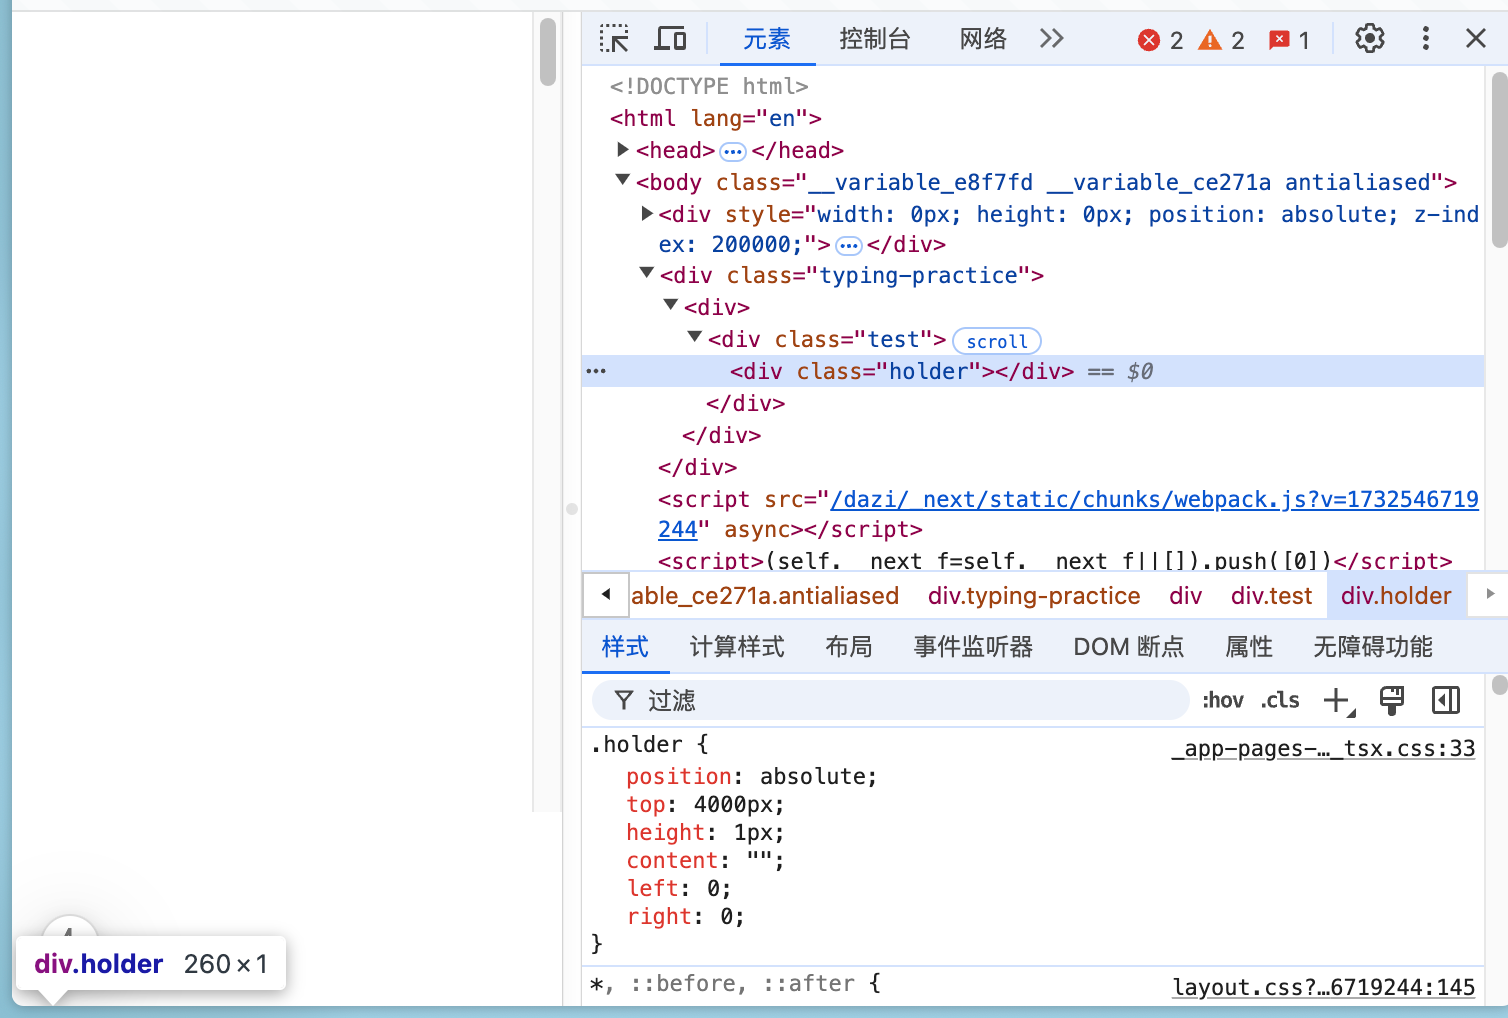 元素 控制台 网络 2 2 1
<!DOCTYPE html>
<html lang="en">
<head>…</head>
<body class="__variable_e8f7fd __variable_ce271a antialiased">
<div style="width: 0px; height: 0px; position: absolute; z-ind
ex: 200000;">…</div>
<div class="typing-practice">
<div>
<div class="test"> scroll
… <div class="holder"></div> == $0
</div>
</div>
</div>
<script src="/dazi/_next/static/chunks/webpack.js?v=1732546719
244" async></script>
<script>(self.__next_f=self.__next_f||[]).push([0])</script>
able_ce271a.antialiased div.typing-practice div div.test div.holder
样式 计算样式 布局 事件监听器 DOM 断点 属性 无障碍功能
过滤 :hov .cls
.holder { _app-pages-…_tsx.css:33
position: absolute;
top: 4000px;
height: 1px;
content: "";
left: 0;
right: 0;
}
*, ::before, ::after { layout.css?…6719244:145
div.holder 260×1